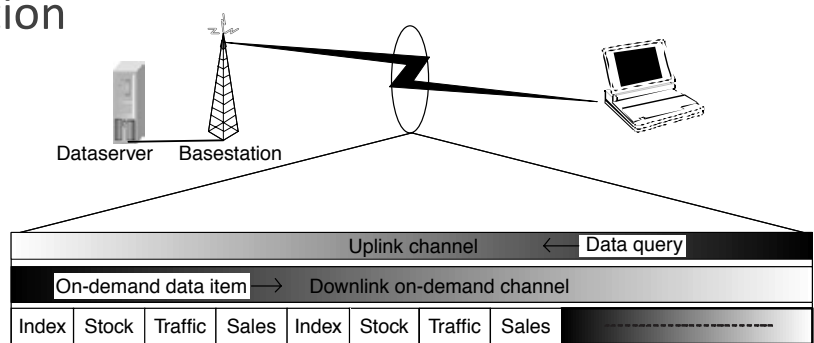 tion
Dataserver Basestation
Uplink channel ← Data query
On-demand data item → Downlink on-demand channel
Index Stock Traffic Sales Index Stock Traffic Sales